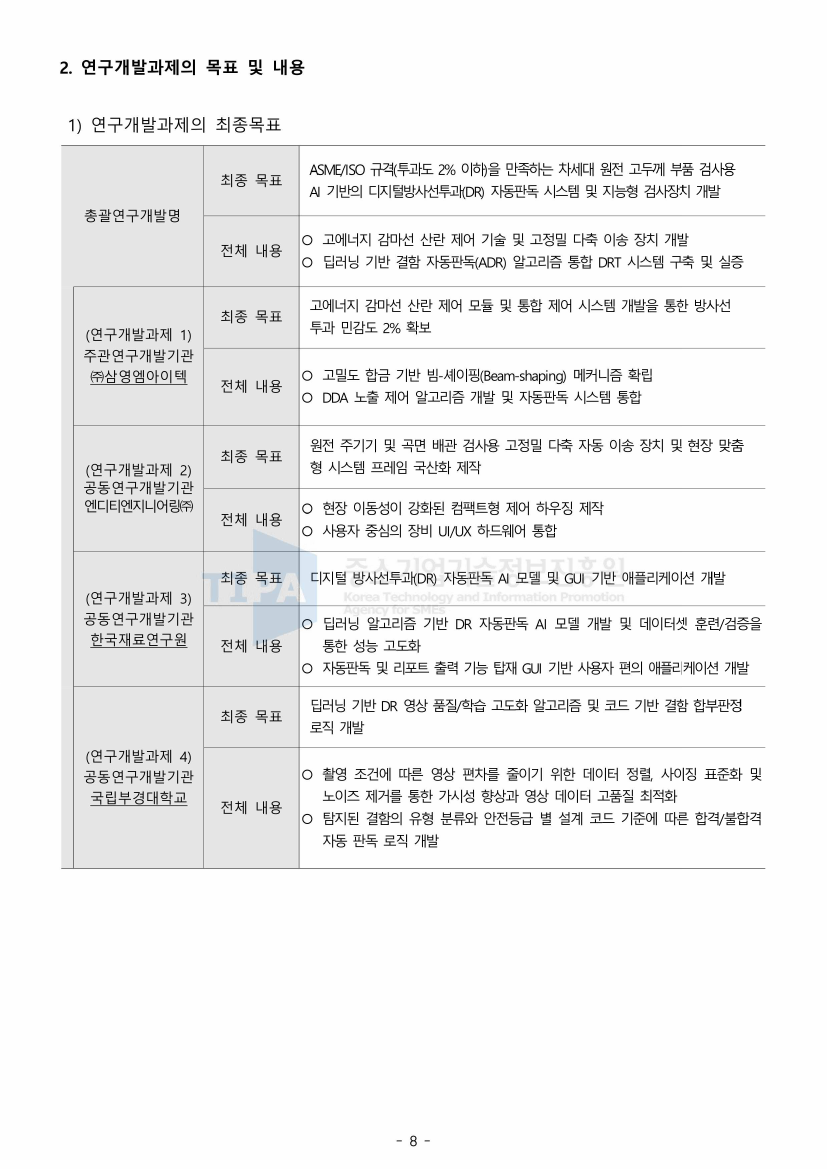 2. 연구개발과제의 목표 및 내용
1) 연구개발과제의 최종목표
총괄연구개발명
최종 목표
ASME/ISO 규격(투과도 2% 이하)을 만족하는 차세대 원전 고두께 부품 검사용
AI 기반의 디지털방사선투과(DR) 자동판독 시스템 및 지능형 검사장치 개발
전체 내용
○ 고에너지 감마선 산란 제어 기술 및 고정밀 다축 이송 장치 개발
○ 딥러닝 기반 결함 자동판독(ADR) 알고리즘 통합 DRT 시스템 구축 및 실증
(연구개발과제 1)
주관연구개발기관
㈜삼영엠아이텍
최종 목표
고에너지 감마선 산란 제어 모듈 및 통합 제어 시스템 개발을 통한 방사선
투과 민감도 2% 확보
전체 내용
○ 고밀도 합금 기반 빔-셰이핑(Beam-shaping) 메커니즘 확립
○ DDA 노출 제어 알고리즘 개발 및 자동판독 시스템 통합
(연구개발과제 2)
공동연구개발기관
엔디티엔지니어링㈜
최종 목표
원전 주기기 및 곡면 배관 검사용 고정밀 다축 자동 이송 장치 및 현장 맞춤
형 시스템 프레임 국산화 제작
전체 내용
○ 현장 이동성이 강화된 컴팩트형 제어 하우징 제작
○ 사용자 중심의 장비 UI/UX 하드웨어 통합
(연구개발과제 3)
공동연구개발기관
한국재료연구원
최종 목표
디지털 방사선투과(DR) 자동판독 AI 모델 및 GUI 기반 애플리케이션 개발
전체 내용
○ 딥러닝 알고리즘 기반 DR 자동판독 AI 모델 개발 및 데이터셋 훈련/검증을
통한 성능 고도화
○ 자동판독 및 리포트 출력 기능 탑재 GUI 기반 사용자 편의 애플리케이션 개발
(연구개발과제 4)
공동연구개발기관
국립부경대학교
최종 목표
딥러닝 기반 DR 영상 품질/학습 고도화 알고리즘 및 코드 기반 결함 합부판정
로직 개발
전체 내용
○ 촬영 조건에 따른 영상 편차를 줄이기 위한 데이터 정렬, 사이징 표준화 및
노이즈 제거를 통한 가시성 향상과 영상 데이터 고품질 최적화
○ 탐지된 결함의 유형 분류와 안전등급 별 설계 코드 기준에 따른 합격/불합격
자동 판독 로직 개발
TIPA
중소기업기술정보진흥원
Korea Technology and Information Promotion
Agency for SMEs
- 8 -